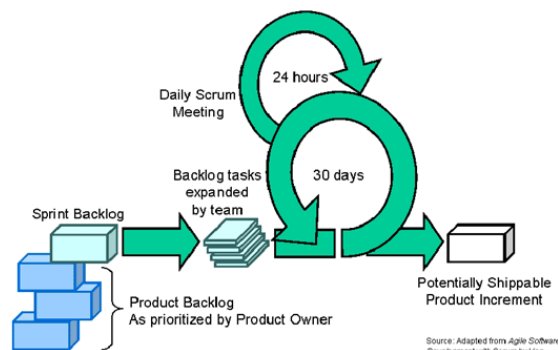 24 hours
Daily Scrum
Meeting
Backlog tasks
expanded
by team
30 days
Sprint Backlog
Product Backlog
As prioritized by Product Owner
Potentially Shippable
Product Increment
Source: Adapted from Agile Software